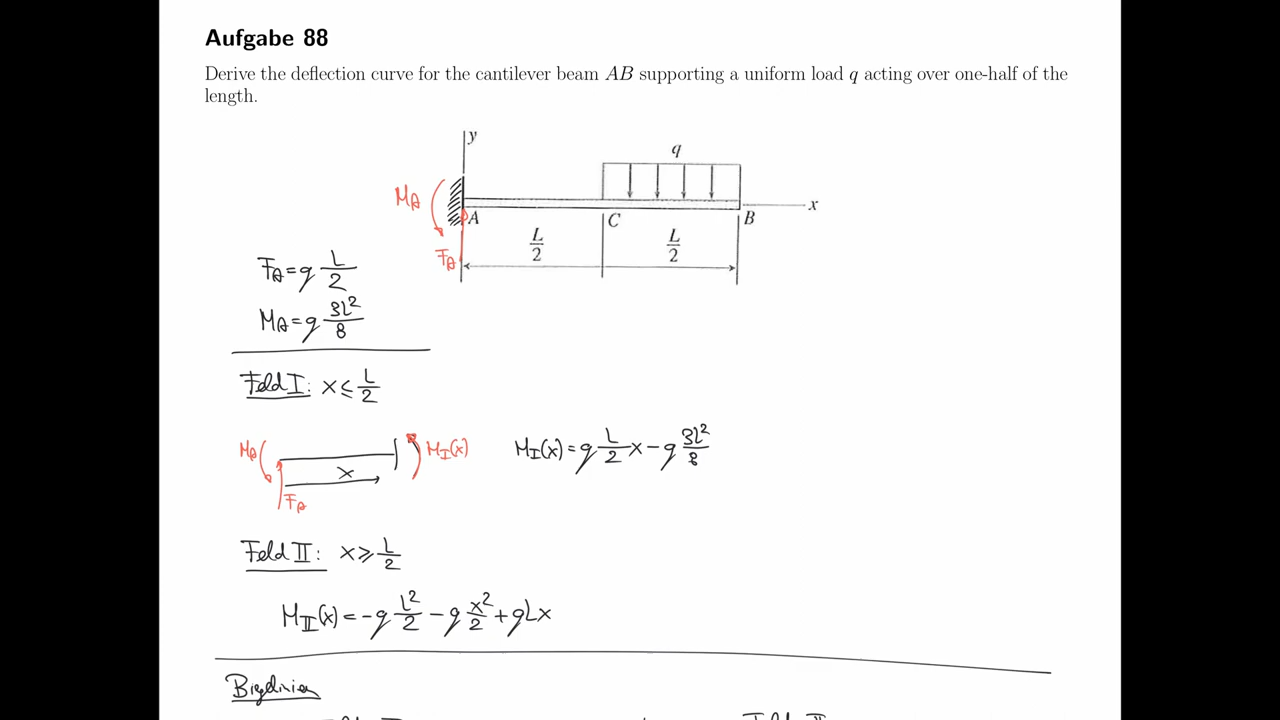 Aufgabe 88
Derive the deflection curve for the cantilever beam AB supporting a uniform load q acting over one-half of the
length.
y
q
M_A
A
C
B
x
F_A
L/2
L/2
F_A = q L/2
M_A = q 3L²/8
Feld I: x ≤ L/2
M_A
M_I(x)
M_I(x) = q L/2 x - q 3L²/8
x
F_A
Feld II: x ≥ L/2
M_II(x) = -q L²/2 - q x²/2 + qLx